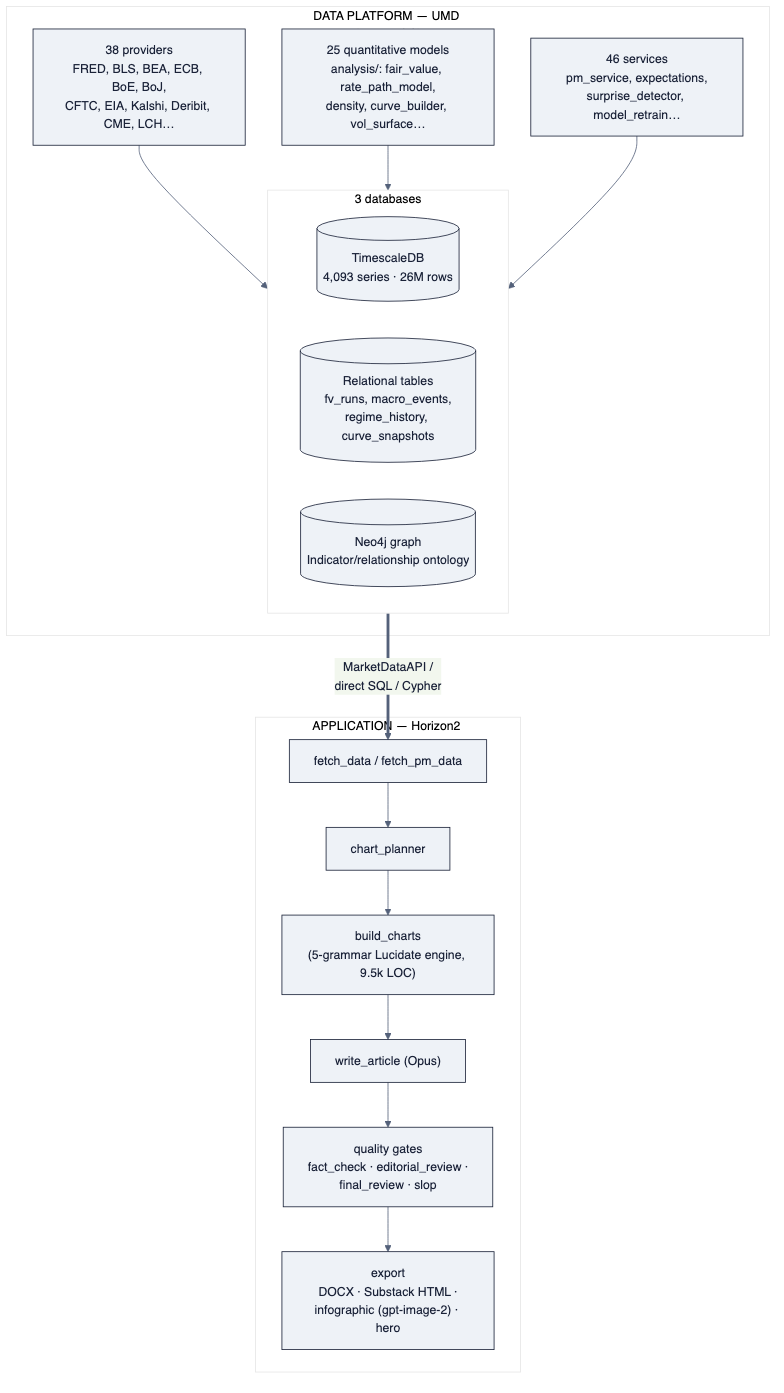 DATA PLATFORM — UMD
38 providers
FRED, BLS, BEA, ECB,
BoE, BoJ,
CFTC, EIA, Kalshi, Deribit,
CME, LCH…
25 quantitative models
analysis/: fair_value,
rate_path_model,
density, curve_builder,
vol_surface…
46 services
pm_service, expectations,
surprise_detector,
model_retrain…
3 databases
TimescaleDB
4,093 series · 26M rows
Relational tables
fv_runs, macro_events,
regime_history,
curve_snapshots
Neo4j graph
Indicator/relationship ontology
MarketDataAPI /
direct SQL / Cypher
APPLICATION — Horizon2
fetch_data / fetch_pm_data
chart_planner
build_charts
(5-grammar Lucidate engine,
9.5k LOC)
write_article (Opus)
quality gates
fact_check · editorial_review ·
final_review · slop
export
DOCX · Substack HTML ·
infographic (gpt-image-2) ·
hero